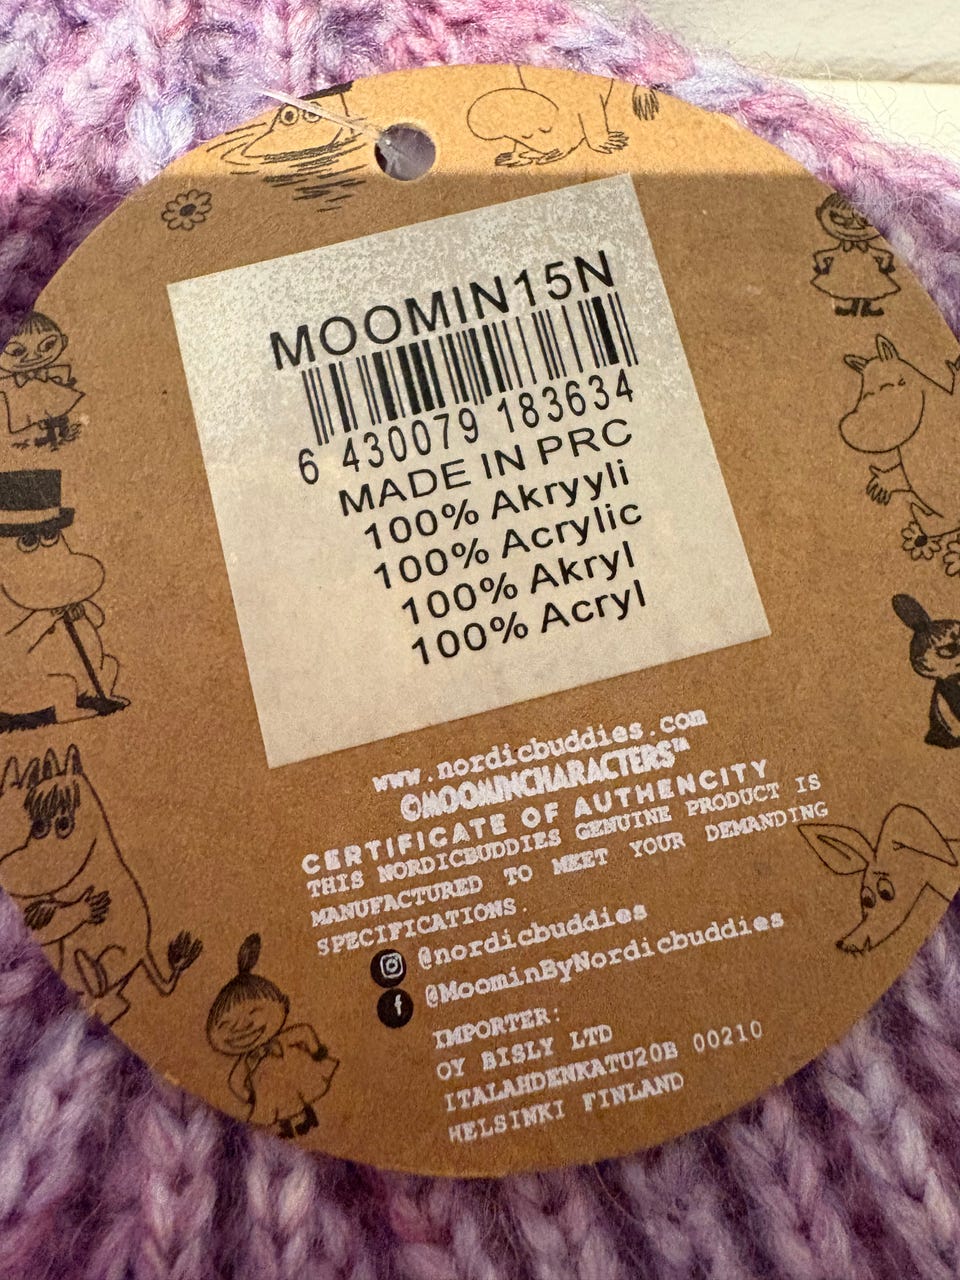 MOOMIN15N
6 430079 183634
MADE IN PRC
100% Akryyli
100% Acrylic
100% Akryl
100% Acryl
www.nordicbuddies.com
©MOOMINCHARACTERS™
CERTIFICATE OF AUTHENCITY
THIS NORDICBUDDIES GENUINE PRODUCT IS
MANUFACTURED TO MEET YOUR DEMANDING
SPECIFICATIONS.
@nordicbuddies
f @MoominByNordicbuddies
IMPORTER:
OY BISLY LTD
ITALAHDENKATU20B 00210
HELSINKI FINLAND